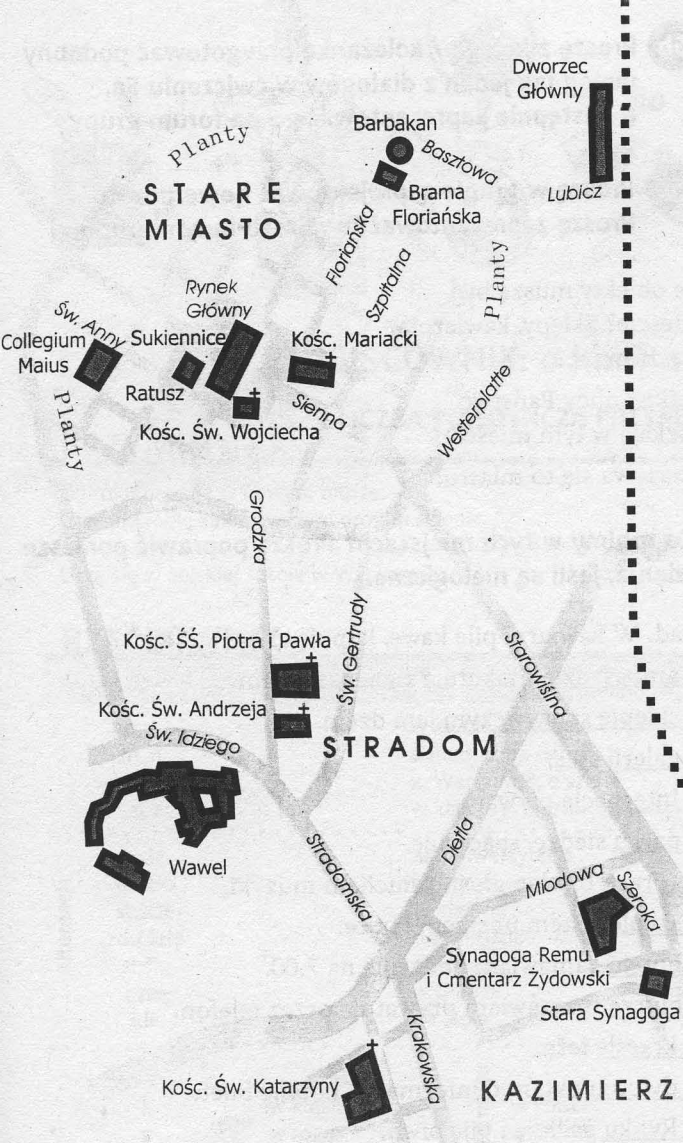 Dworzec
Główny
Barbakan
Planty
Basztowa
STARE
MIASTO
Brama
Floriańska
Lubicz
Floriańska
Szpitalna
Planty
Rynek
Główny
Św. Anny
Collegium
Maius
Sukiennice
Kośc. Mariacki
Ratusz
Sienna
Westerplatte
Planty
Kośc. Św. Wojciecha
Grodzka
Kośc. ŚŚ. Piotra i Pawła
Św. Gertrudy
Starowiślna
Kośc. Św. Andrzeja
Św. Idziego
STRADOM
Wawel
Stradomska
Dietla
Miodowa
Szeroka
Synagoga Remu
i Cmentarz Żydowski
Stara Synagoga
Krakowska
Kośc. Św. Katarzyny
KAZIMIERZ